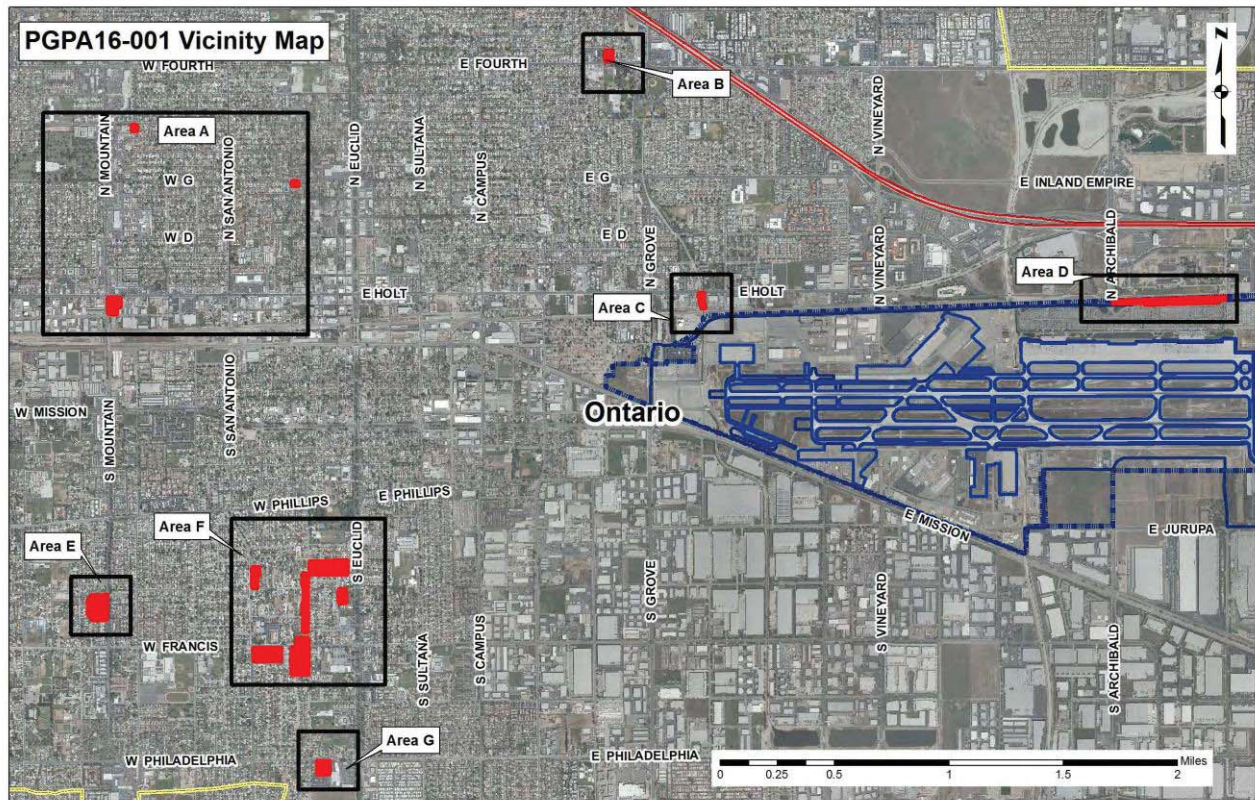 PGPA16-001 Vicinity Map
W FOURTH
E FOURTH
Area B
N MOUNTAIN
Area A
N SAN ANTONIO
N EUCLID
N SULTANA
N CAMPUS
N VINEYARD
W G
E G
E INLAND EMPIRE
W D
E D
N GROVE
N VINEYARD
N ARCHIBALD
Area D
E HOLT
E HOLT
Area C
S SAN ANTONIO
W MISSION
S MOUNTAIN
Ontario
W PHILLIPS
E PHILLIPS
E MISSION
E JURUPA
Area F
S EUCLID
Area E
S GROVE
S VINEYARD
W FRANCIS
S SULTANA
S CAMPUS
S ARCHIBALD
Area G
W PHILADELPHIA
E PHILADELPHIA
Miles
0 0.25 0.5 1 1.5 2
Z